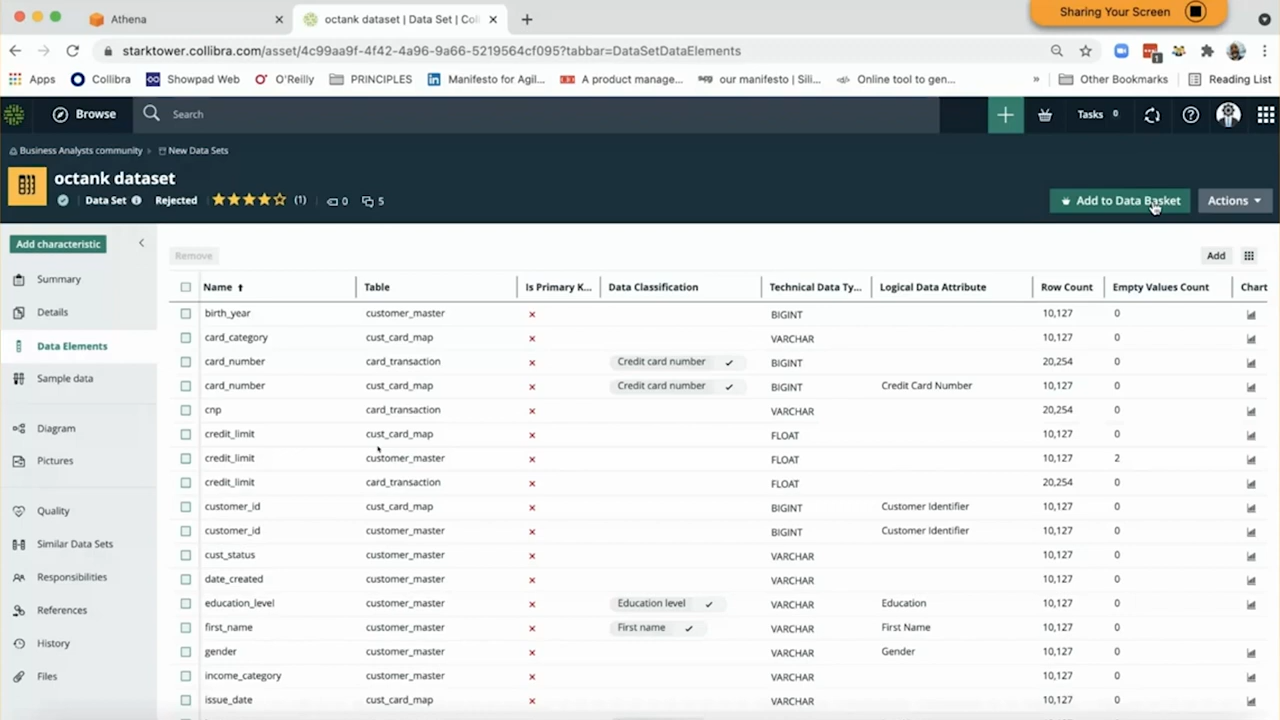 Athena
octank dataset | Data Set | Coll
Sharing Your Screen
starktower.collibra.com/asset/4c99aa9f-4f42-4a96-9a66-5219564cf095?tabbar=DataSetDataElements
1
Apps Collibra Showpad Web O'Reilly PRINCIPLES Manifesto for Agil... A product manage... our manifesto | Sili... Online tool to gen... » Other Bookmarks Reading List
Browse Search Tasks 0
Business Analysts community › New Data Sets
octank dataset
Data Set Rejected (1) 0 5
Add to Data Basket Actions
Add characteristic
Summary
Details
Data Elements
Sample data
Diagram
Pictures
Quality
Similar Data Sets
Responsibilities
References
History
Files
Remove Add
Name Table Is Primary K... Data Classification Technical Data Ty... Logical Data Attribute Row Count Empty Values Count Chart
birth_year customer_master BIGINT 10,127 0
card_category cust_card_map VARCHAR 10,127 0
card_number card_transaction Credit card number BIGINT 20,254 0
card_number cust_card_map Credit card number BIGINT Credit Card Number 10,127 0
cnp card_transaction VARCHAR 20,254 0
credit_limit cust_card_map FLOAT 10,127 0
credit_limit customer_master FLOAT 10,127 2
credit_limit card_transaction FLOAT 20,254 0
customer_id cust_card_map BIGINT Customer Identifier 10,127 0
customer_id customer_master BIGINT Customer Identifier 10,127 0
cust_status customer_master VARCHAR 10,127 0
date_created customer_master VARCHAR 10,127 0
education_level customer_master Education level VARCHAR Education 10,127 0
first_name customer_master First name VARCHAR First Name 10,127 0
gender customer_master VARCHAR Gender 10,127 0
income_category customer_master VARCHAR 10,127 0
issue_date cust_card_map VARCHAR 10,127 0